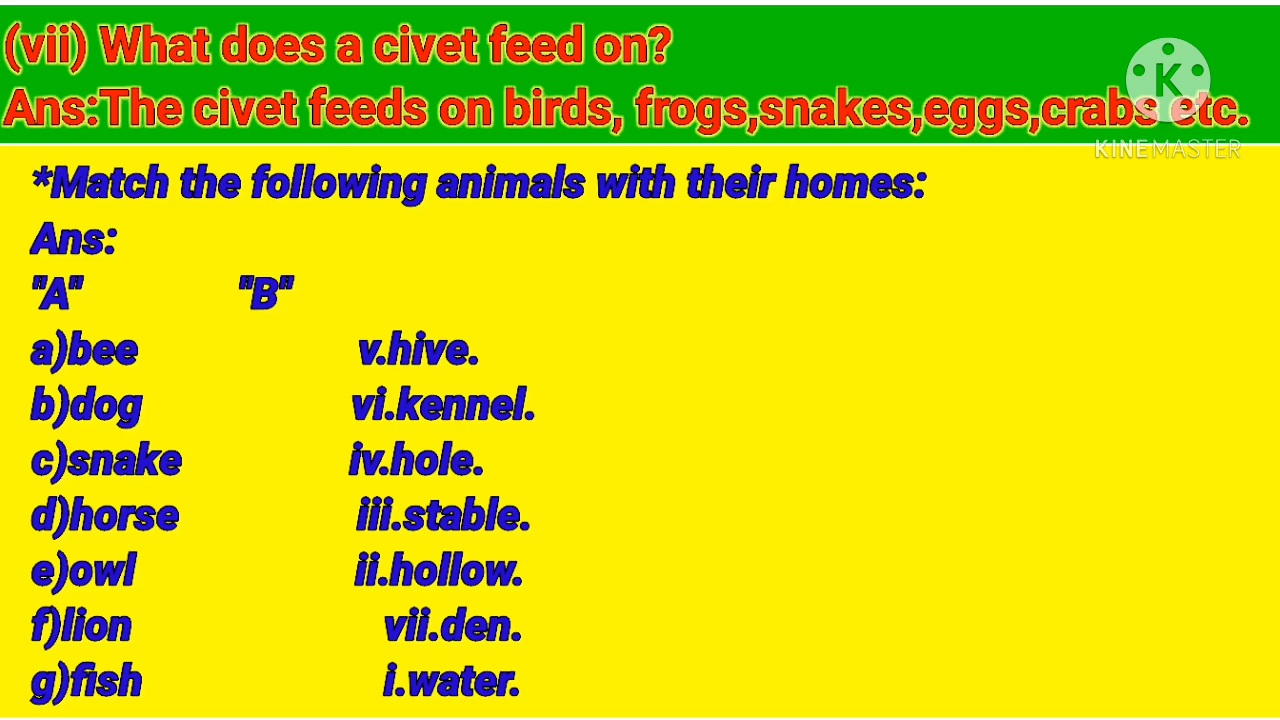 (vii) What does a civet feed on?
Ans:The civet feeds on birds, frogs,snakes,eggs,crabs etc.
K
KINEMASTER
*Match the following animals with their homes:
Ans:
"A" "B"
a)bee v.hive.
b)dog vi.kennel.
c)snake iv.hole.
d)horse iii.stable.
e)owl ii.hollow.
f)lion vii.den.
g)fish i.water.